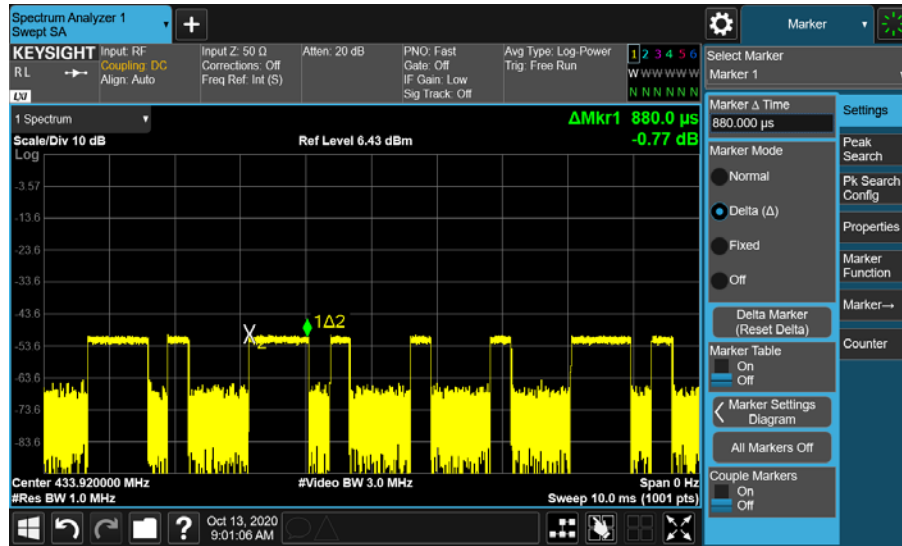 Spectrum Analyzer 1
Swept SA
Marker
KEYSIGHT
R L
LXI
Input: RF
Coupling: DC
Align: Auto
Input Z: 50 Ω
Corrections: Off
Freq Ref: Int (S)
Atten: 20 dB
PNO: Fast
Gate: Off
IF Gain: Low
Sig Track: Off
Avg Type: Log-Power
Trig: Free Run
1 2 3 4 5 6
W W W W W W
N N N N N N
Select Marker
Marker 1
1 Spectrum
ΔMkr1 880.0 µs
-0.77 dB
Scale/Div 10 dB
Ref Level 6.43 dBm
Log
-3.57
-13.6
-23.6
-33.6
-43.6
-53.6
-63.6
-73.6
-83.6
X2
1Δ2
Center 433.920000 MHz
#Video BW 3.0 MHz
Span 0 Hz
#Res BW 1.0 MHz
Sweep 10.0 ms (1001 pts)
Marker Δ Time
880.000 µs
Marker Mode
Normal
Delta (Δ)
Fixed
Off
Delta Marker
(Reset Delta)
Marker Table
On
Off
Marker Settings
Diagram
All Markers Off
Couple Markers
On
Off
Settings
Peak
Search
Pk Search
Config
Properties
Marker
Function
Marker→
Counter
?
Oct 13, 2020
9:01:06 AM